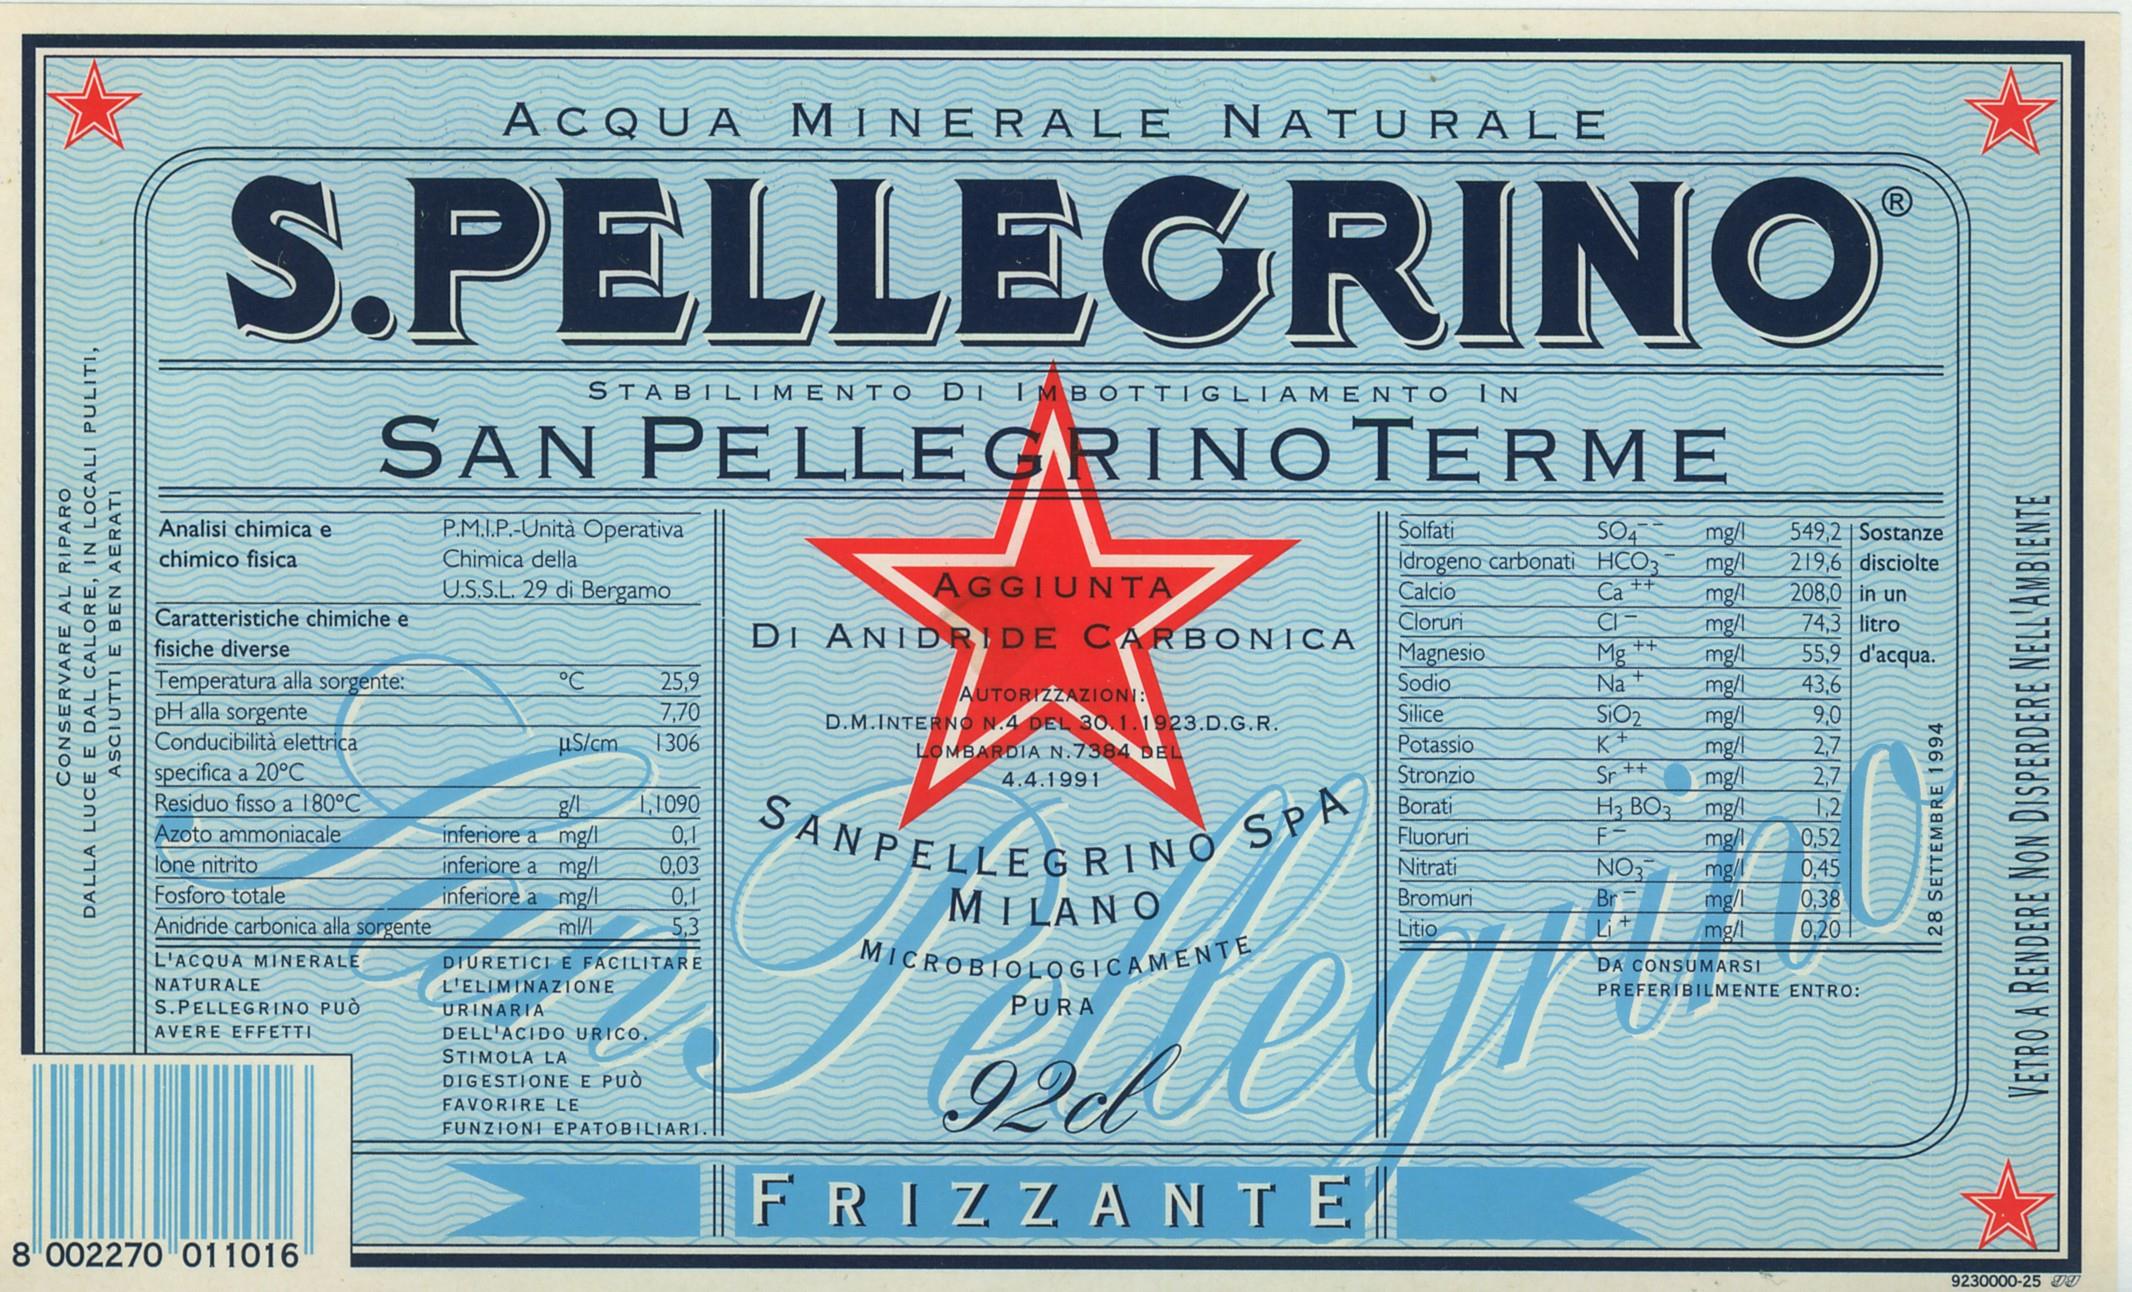 ACQUA MINERALE NATURALE
S.PELLEGRINO®
STABILIMENTO DI IMBOTTIGLIAMENTO IN
SAN PELLEGRINO TERME
CONSERVARE AL RIPARO
DALLA LUCE E DAL CALORE, IN LOCALI PULITI,
ASCIUTTI E BEN AERATI
Analisi chimica e P.M.I.P.-Unità Operativa
chimico fisica Chimica della
U.S.S.L. 29 di Bergamo
Caratteristiche chimiche e
fisiche diverse
Temperatura alla sorgente: °C 25,9
pH alla sorgente 7,70
Conducibilità elettrica µS/cm 1306
specifica a 20°C
Residuo fisso a 180°C g/l 1,1090
Azoto ammoniacale inferiore a mg/l 0,1
Ione nitrito inferiore a mg/l 0,03
Fosforo totale inferiore a mg/l 0,1
Anidride carbonica alla sorgente ml/l 5,3
L'ACQUA MINERALE
NATURALE
S.PELLEGRINO PUÒ
AVERE EFFETTI
DIURETICI E FACILITARE
L'ELIMINAZIONE
URINARIA
DELL'ACIDO URICO.
STIMOLA LA
DIGESTIONE E PUÒ
FAVORIRE LE
FUNZIONI EPATOBILIARI.
AGGIUNTA
DI ANIDRIDE CARBONICA
AUTORIZZAZIONI:
D.M.INTERNO N.4 DEL 30.1.1923.D.G.R.
LOMBARDIA N.7384 DEL
4.4.1991
SANPELLEGRINO SPA
MILANO
MICROBIOLOGICAMENTE
PURA
92cl
San Pellegrino
Solfati SO4-- mg/l 549,2
Idrogeno carbonati HCO3- mg/l 219,6
Calcio Ca++ mg/l 208,0
Cloruri Cl- mg/l 74,3
Magnesio Mg++ mg/l 55,9
Sodio Na+ mg/l 43,6
Silice SiO2 mg/l 9,0
Potassio K+ mg/l 2,7
Stronzio Sr++ mg/l 2,7
Borati H3 BO3 mg/l 1,2
Fluoruri F- mg/l 0,52
Nitrati NO3- mg/l 0,45
Bromuri Br- mg/l 0,38
Litio Li+ mg/l 0,20
Sostanze
disciolte
in un
litro
d'acqua.
28 SETTEMBRE 1994
DA CONSUMARSI
PREFERIBILMENTE ENTRO:
VETRO A RENDERE NON DISPERDERE NELL'AMBIENTE
FRIZZANTE
8 002270 011016
9230000-25